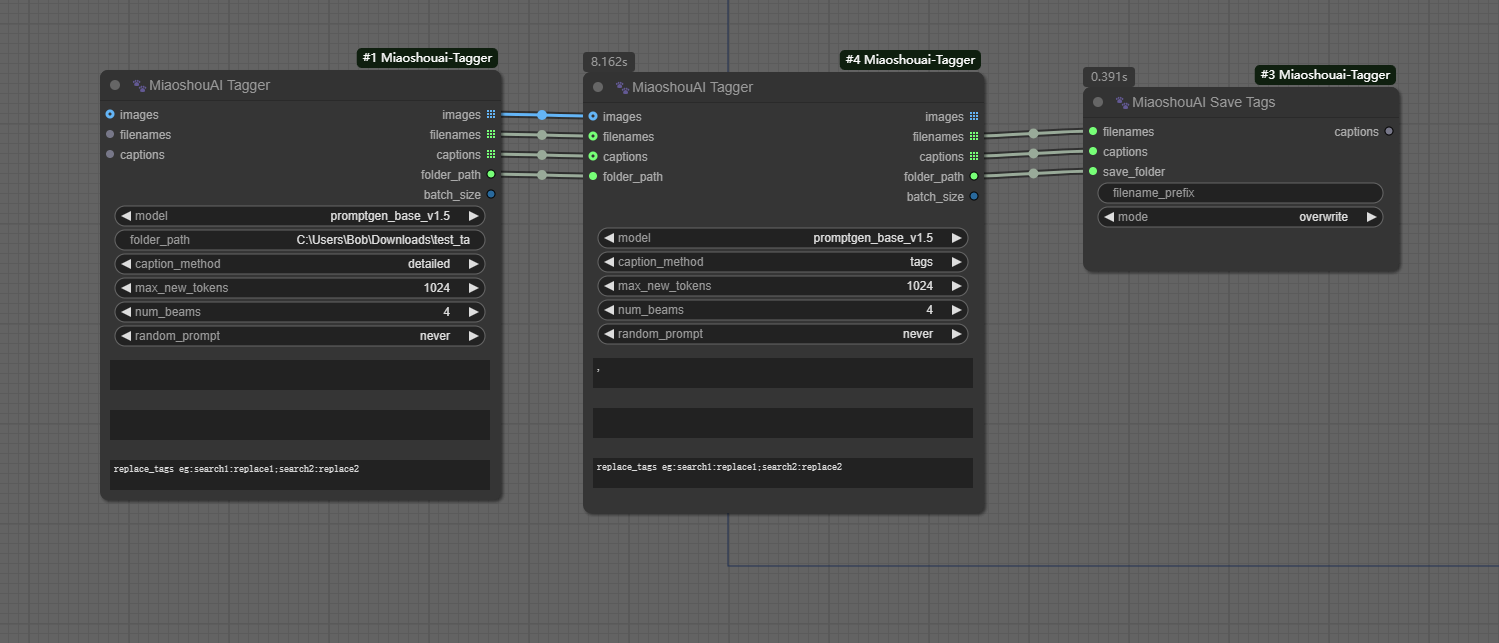 #1 Miaoshouai-Tagger
MiaoshouAI Tagger
images images
filenames filenames
captions captions
folder_path
batch_size
model promptgen_base_v1.5
folder_path C:\Users\Bob\Downloads\test_ta
caption_method detailed
max_new_tokens 1024
num_beams 4
random_prompt never
replace_tags eg:search1:replace1;search2:replace2
8.162s
#4 Miaoshouai-Tagger
MiaoshouAI Tagger
images images
filenames filenames
captions captions
folder_path folder_path
batch_size
model promptgen_base_v1.5
caption_method tags
max_new_tokens 1024
num_beams 4
random_prompt never
,
replace_tags eg:search1:replace1;search2:replace2
0.391s
#3 Miaoshouai-Tagger
MiaoshouAI Save Tags
filenames captions
captions
save_folder
filename_prefix
mode overwrite